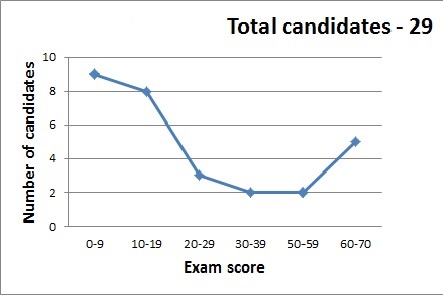 Total candidates - 29
Number of candidates
10
8
6
4
2
0
0-9 10-19 20-29 30-39 50-59 60-70
Exam score